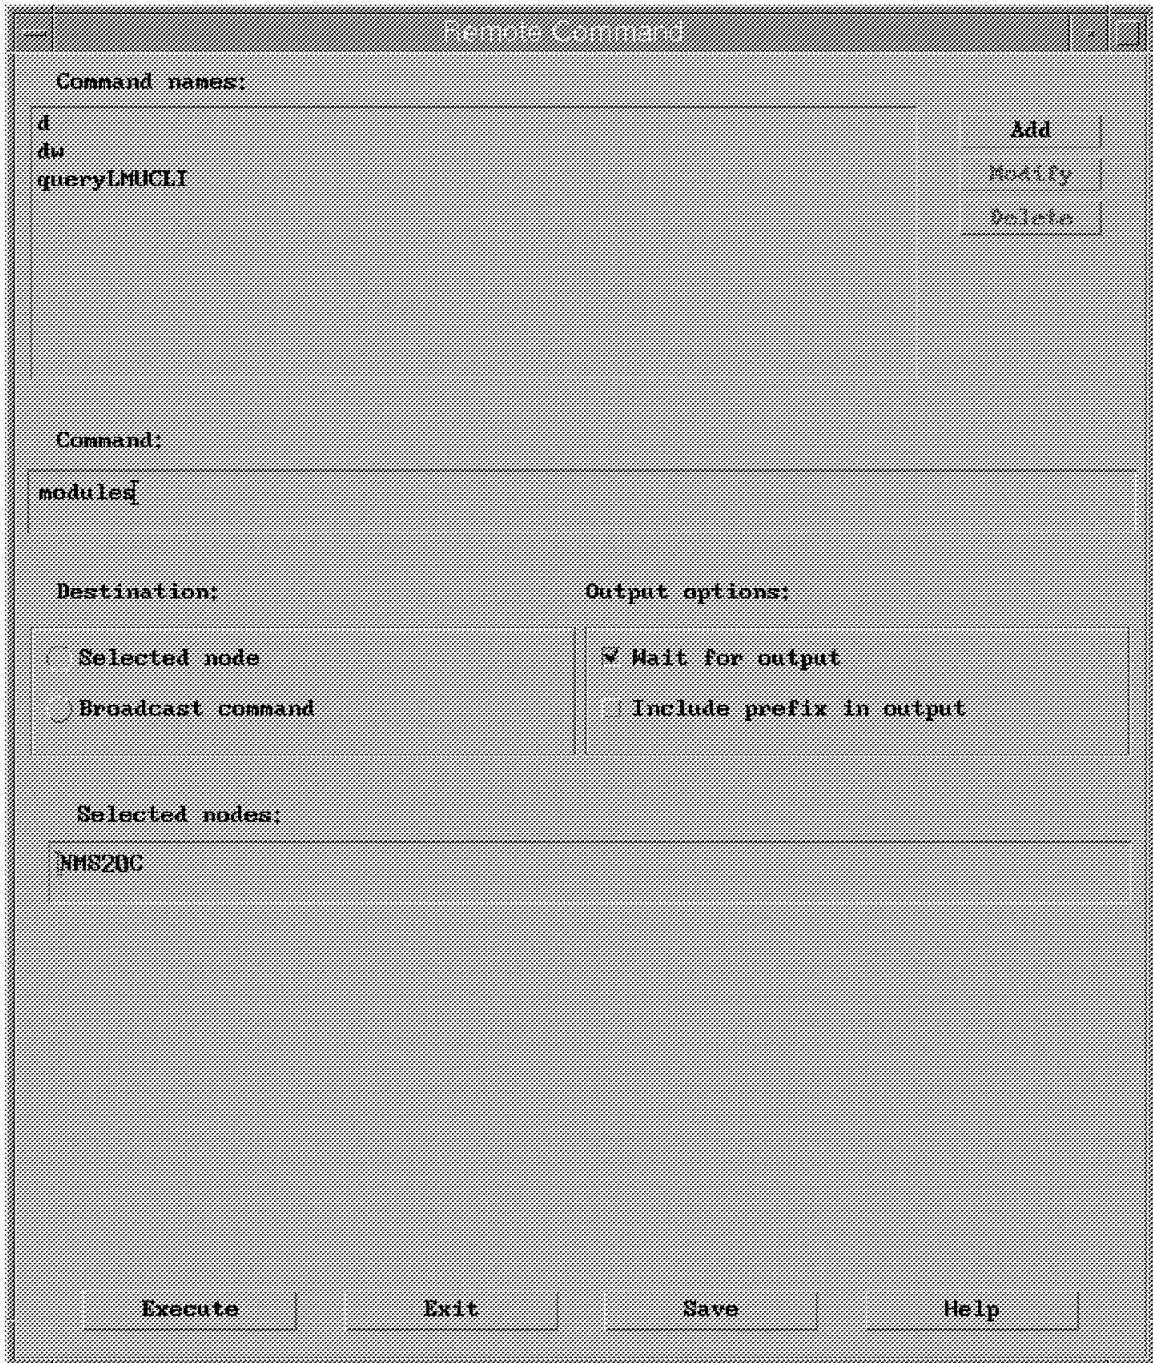 Remote Command
Command names:
d
dw
queryLMUCLI
Add
Modify
Delete
Command:
modules
Destination:
Output options:
Selected node
Wait for output
Broadcast command
Include prefix in output
Selected nodes:
NMS20C
Execute
Exit
Save
Help